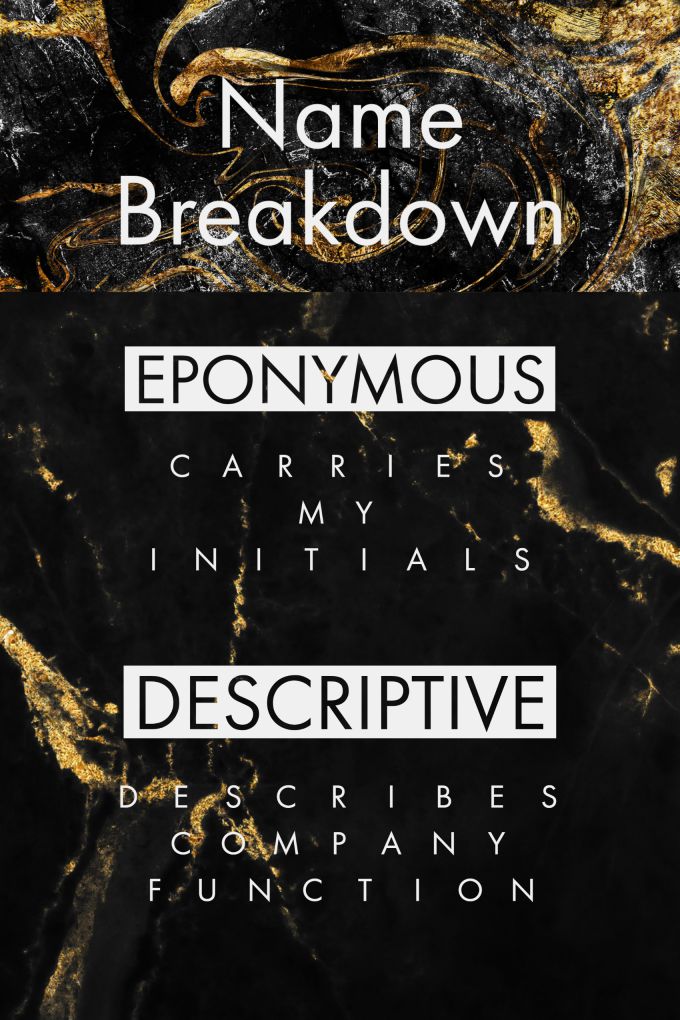 Name
Breakdown
EPONYMOUS
CARRIES
MY
INITIALS
DESCRIPTIVE
DESCRIBES
COMPANY
FUNCTION